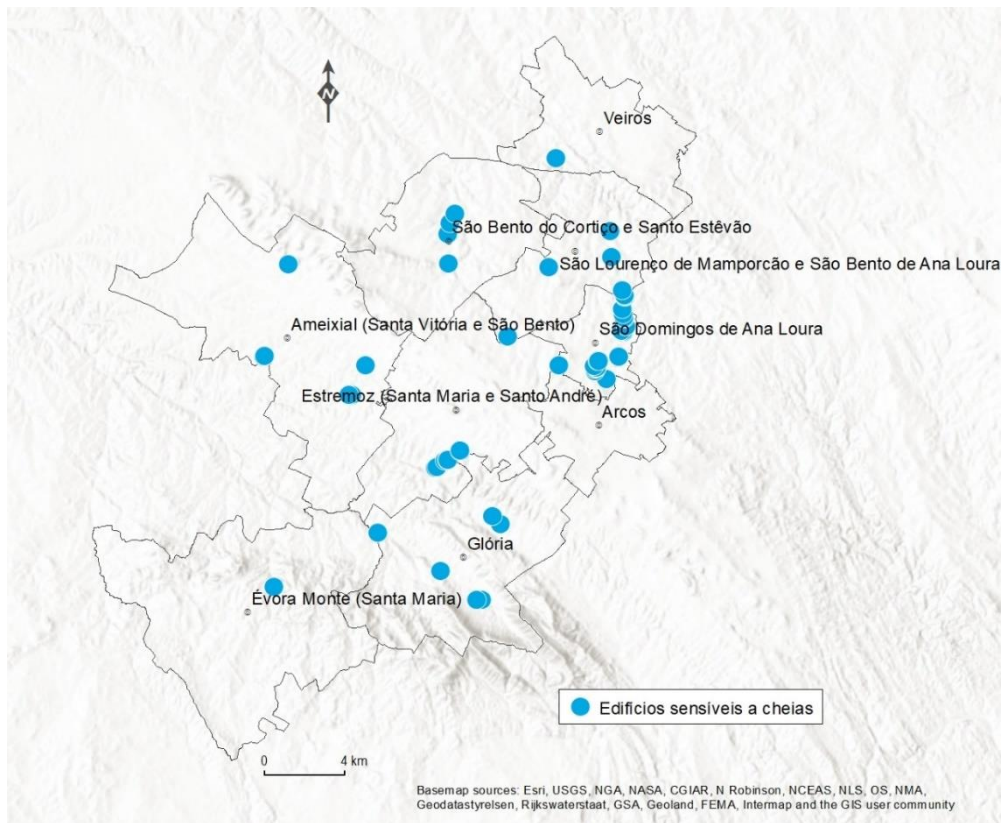 N
Veiros
São Bento do Cortiço e Santo Estêvão
São Lourenço de Mamporcão e São Bento de Ana Loura
Ameixial (Santa Vitória e São Bento)
São Domingos de Ana Loura
Estremoz (Santa Maria e Santo André)
Arcos
Glória
Évora Monte (Santa Maria)
Edifícios sensíveis a cheias
0 4 km
Basemap sources: Esri, USGS, NGA, NASA, CGIAR, N Robinson, NCEAS, NLS, OS, NMA,
Geodatastyrelsen, Rijkswaterstaat, GSA, Geoland, FEMA, Intermap and the GIS user community